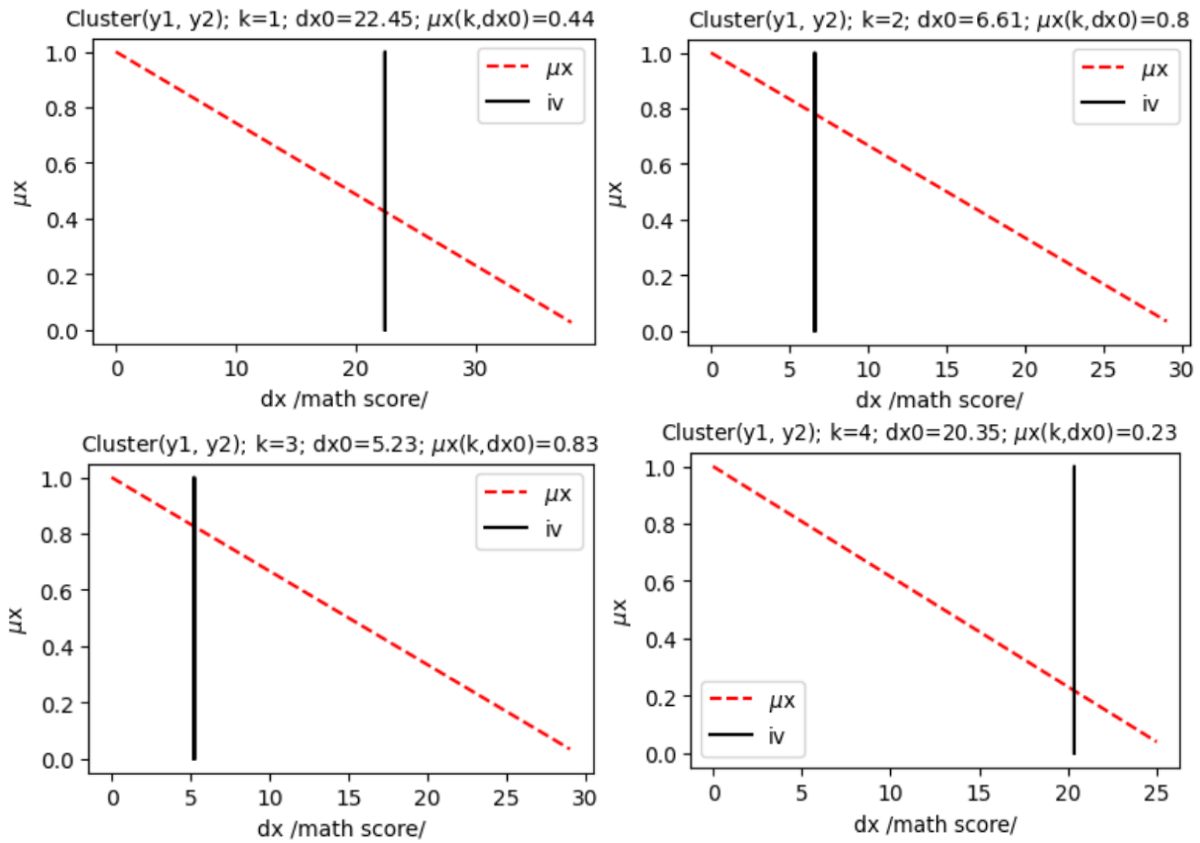 Cluster(y1, y2); k=1; dx0=22.45; μx(k,dx0)=0.44
1.0
0.8
0.6
0.4
0.2
0.0
μx
μx
iv
0
10
20
30
dx /math score/
Cluster(y1, y2); k=2; dx0=6.61; μx(k,dx0)=0.8
1.0
0.8
0.6
0.4
0.2
0.0
μx
μx
iv
0
5
10
15
20
25
30
dx /math score/
Cluster(y1, y2); k=3; dx0=5.23; μx(k,dx0)=0.83
1.0
0.8
0.6
0.4
0.2
0.0
μx
μx
iv
0
5
10
15
20
25
30
dx /math score/
Cluster(y1, y2); k=4; dx0=20.35; μx(k,dx0)=0.23
1.0
0.8
0.6
0.4
0.2
0.0
μx
μx
iv
0
5
10
15
20
25
dx /math score/